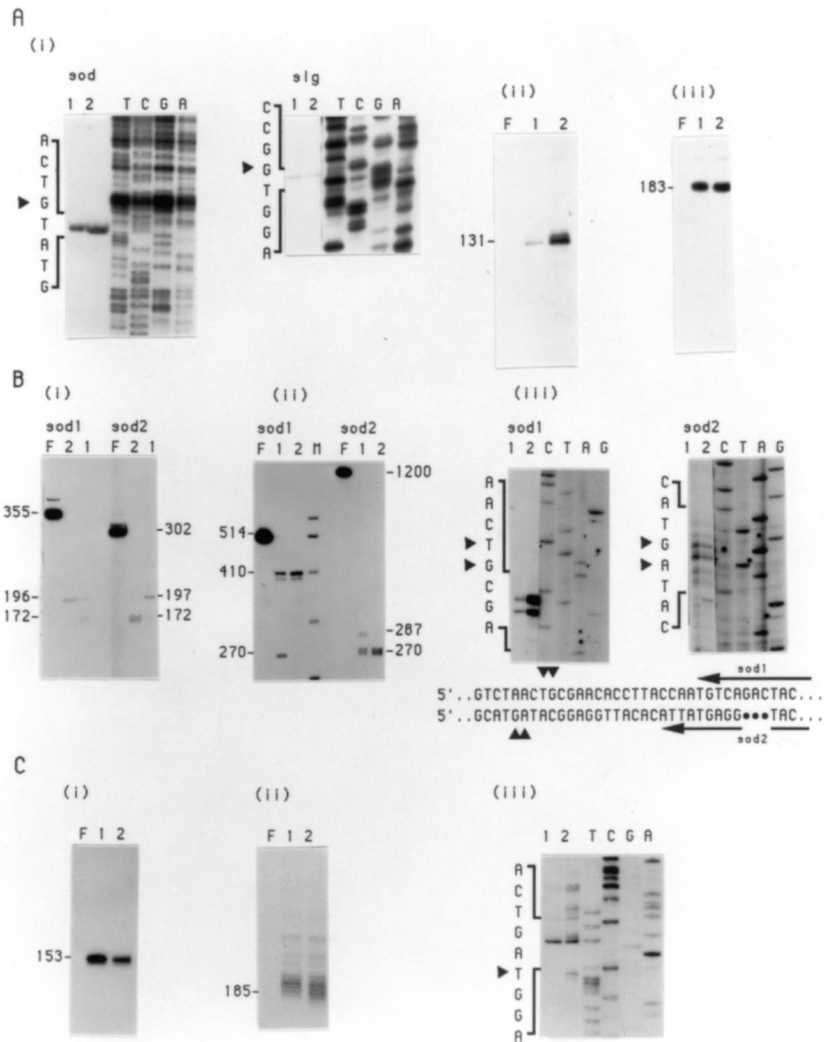 A
(i)
sod
1 2 T C G A
A
C
T
G
T
A
T
G
slg
1 2 T C G A
C
C
G
G
T
G
G
A
(ii)
F 1 2
131-
(iii)
F 1 2
183-
B
(i)
sod1 sod2
F 2 1 F 2 1
355-
-302
196-
-197
172-
-172
(ii)
sod1 sod2
F 1 2 M F 1 2
-1200
514-
410-
-287
270-
-270
(iii)
sod1
1 2 C T A G
A
A
C
T
G
C
G
A
sod2
1 2 C T A G
C
A
T
G
A
T
A
C
sod1
5'..GTCTAACTGCGAACACCTTACCAATGTCAGACTAC...
5'..GCATGATACGGAGGTTACACATTATGAGG•••TAC...
sod2
C
(i)
F 1 2
153-
(ii)
F 1 2
185-
(iii)
1 2 T C G A
A
C
T
G
A
T
G
G
A